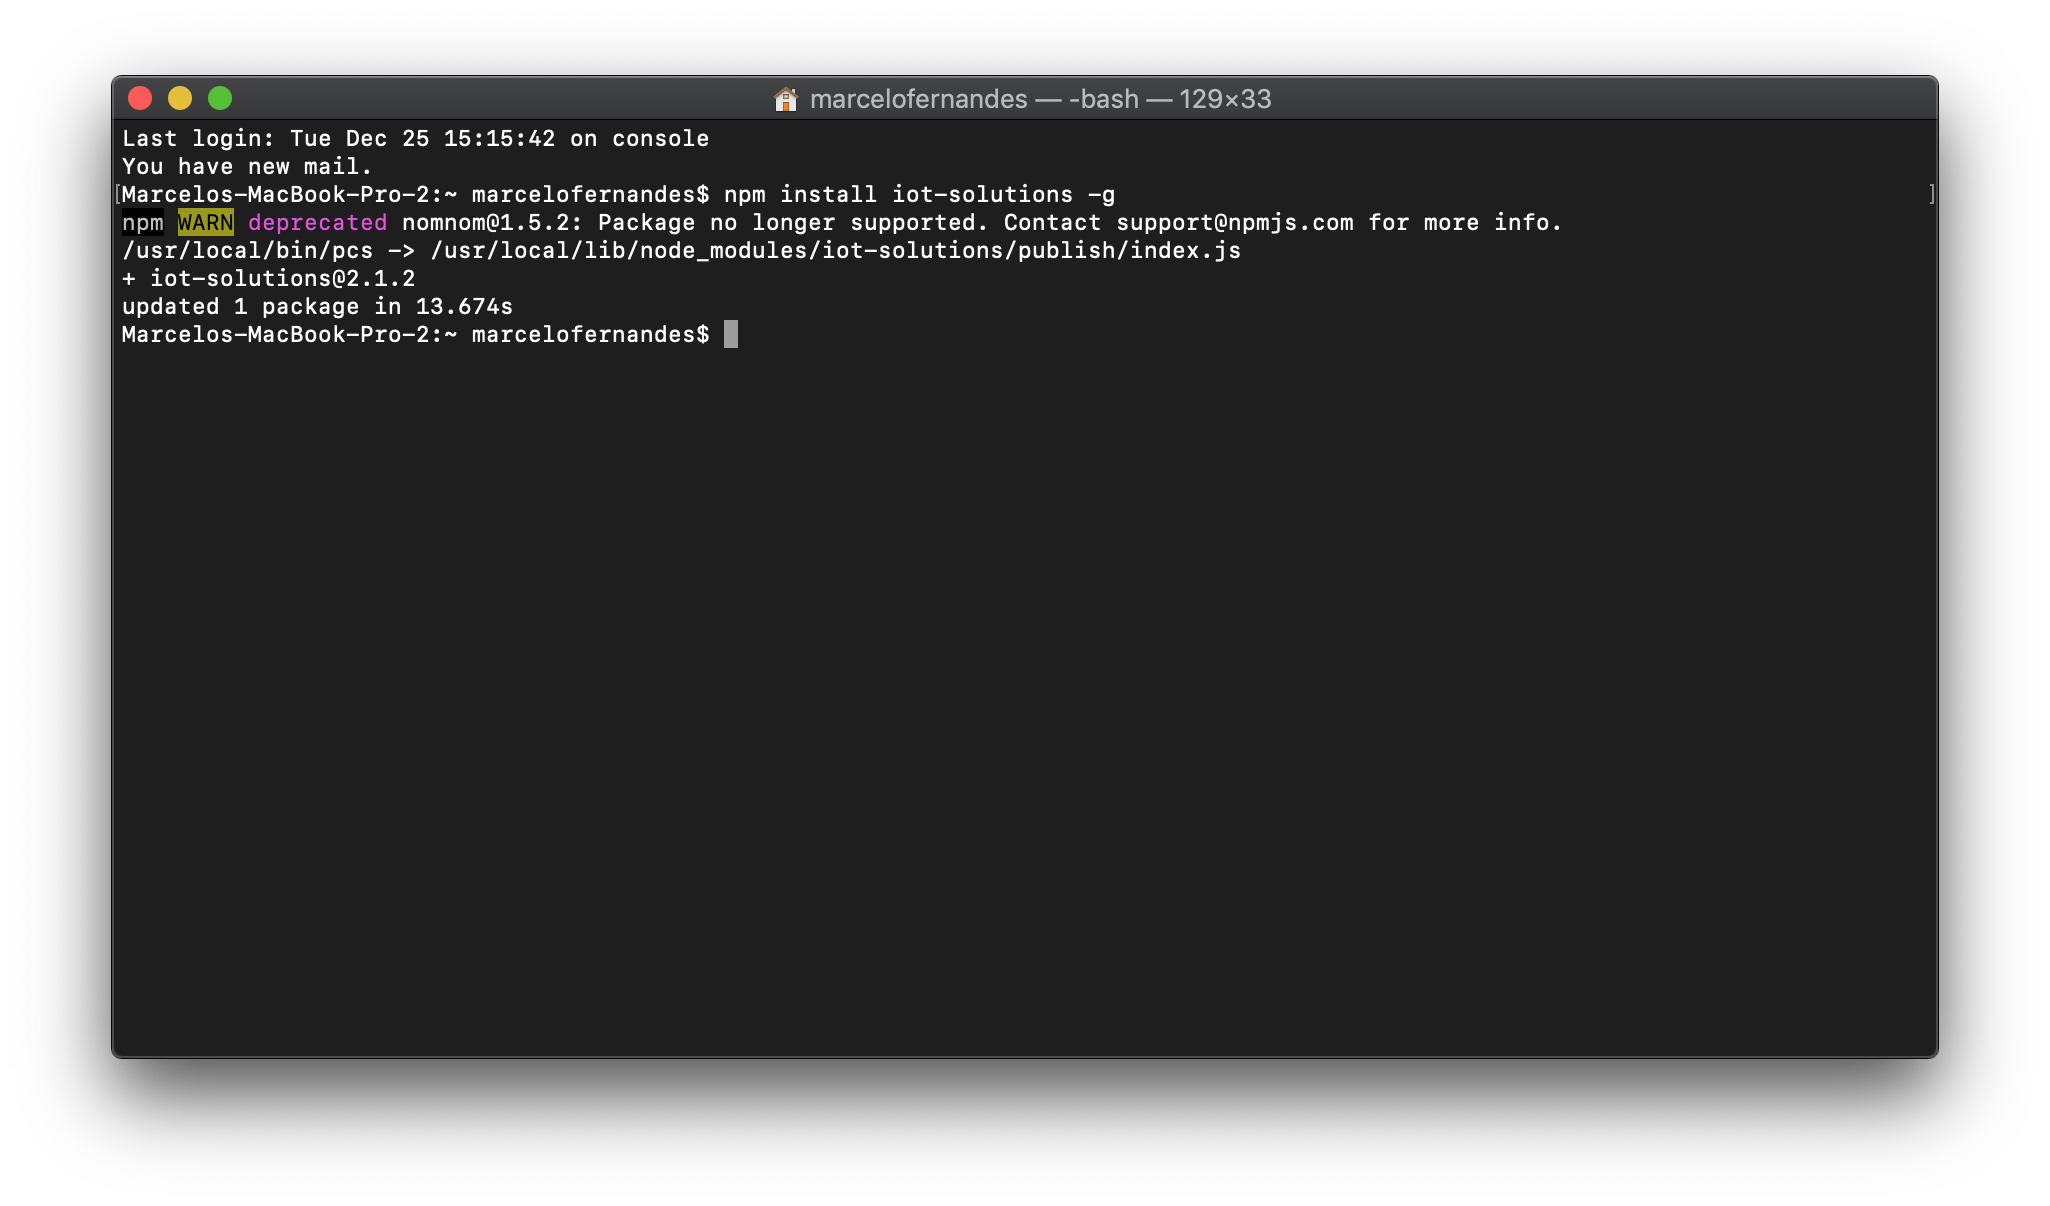 marcelofernandes — -bash — 129×33
Last login: Tue Dec 25 15:15:42 on console
You have new mail.
[Marcelos-MacBook-Pro-2:~ marcelofernandes$ npm install iot-solutions -g ]
npm WARN deprecated nomnom@1.5.2: Package no longer supported. Contact support@npmjs.com for more info.
/usr/local/bin/pcs -> /usr/local/lib/node_modules/iot-solutions/publish/index.js
+ iot-solutions@2.1.2
updated 1 package in 13.674s
Marcelos-MacBook-Pro-2:~ marcelofernandes$